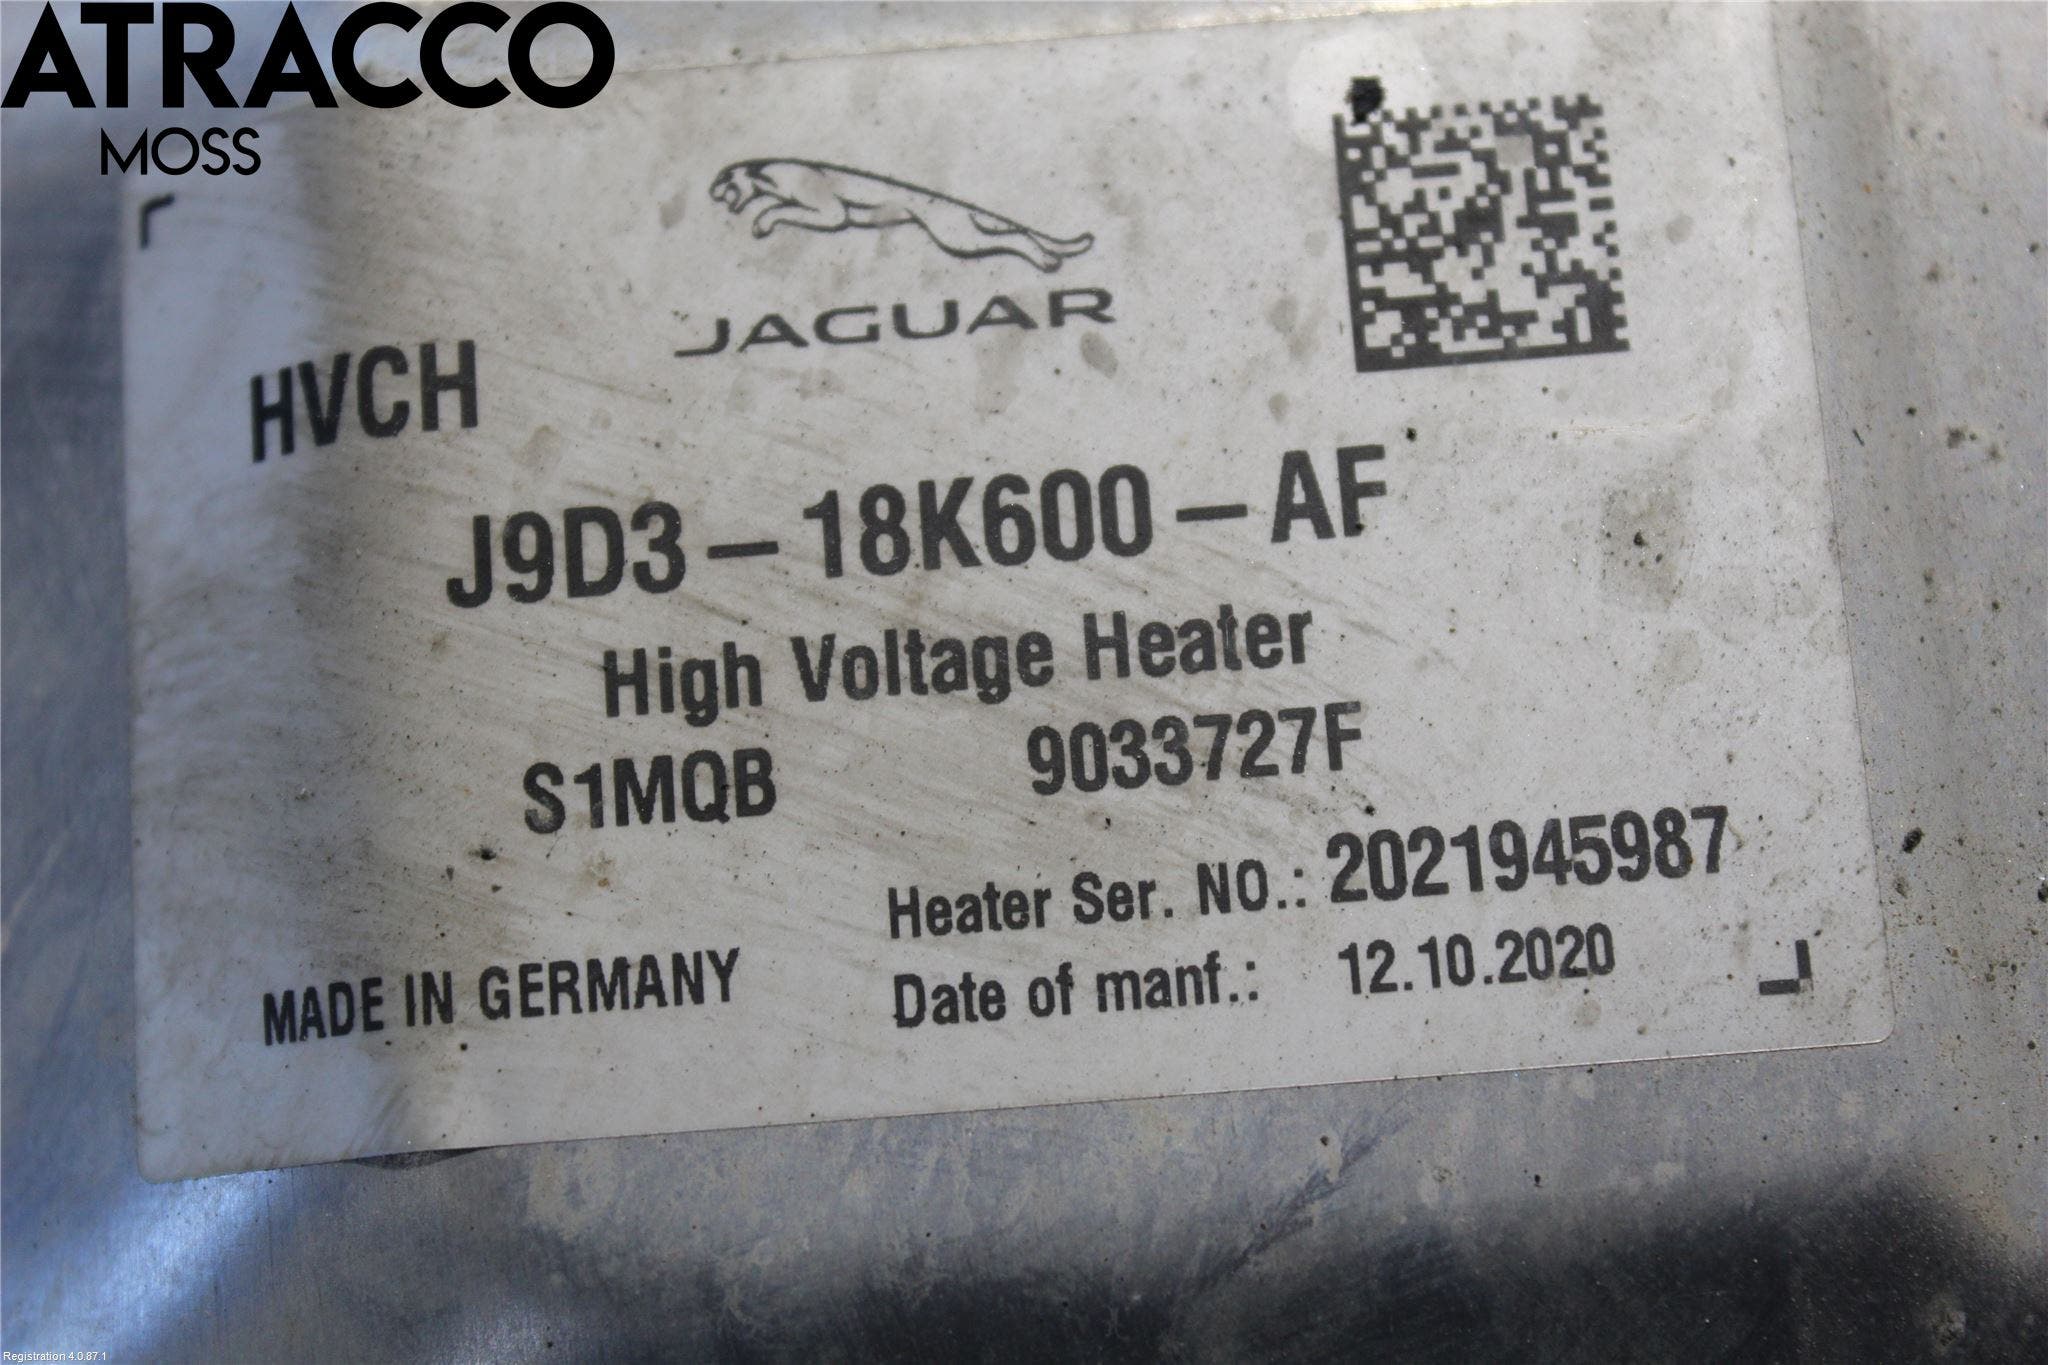 ATRACCO
MOSS
JAGUAR
HVCH
J9D3-18K600-AF
High Voltage Heater
S1MQB 9033727F
Heater Ser. NO.: 2021945987
MADE IN GERMANY Date of manf.: 12.10.2020
Registration 4.0.87.1